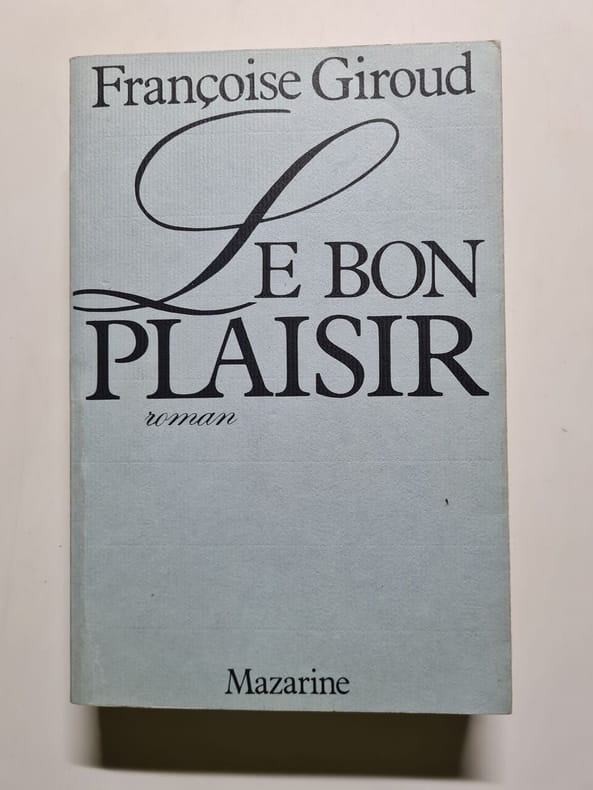 Françoise Giroud
LE BON
PLAISIR
roman
Mazarine